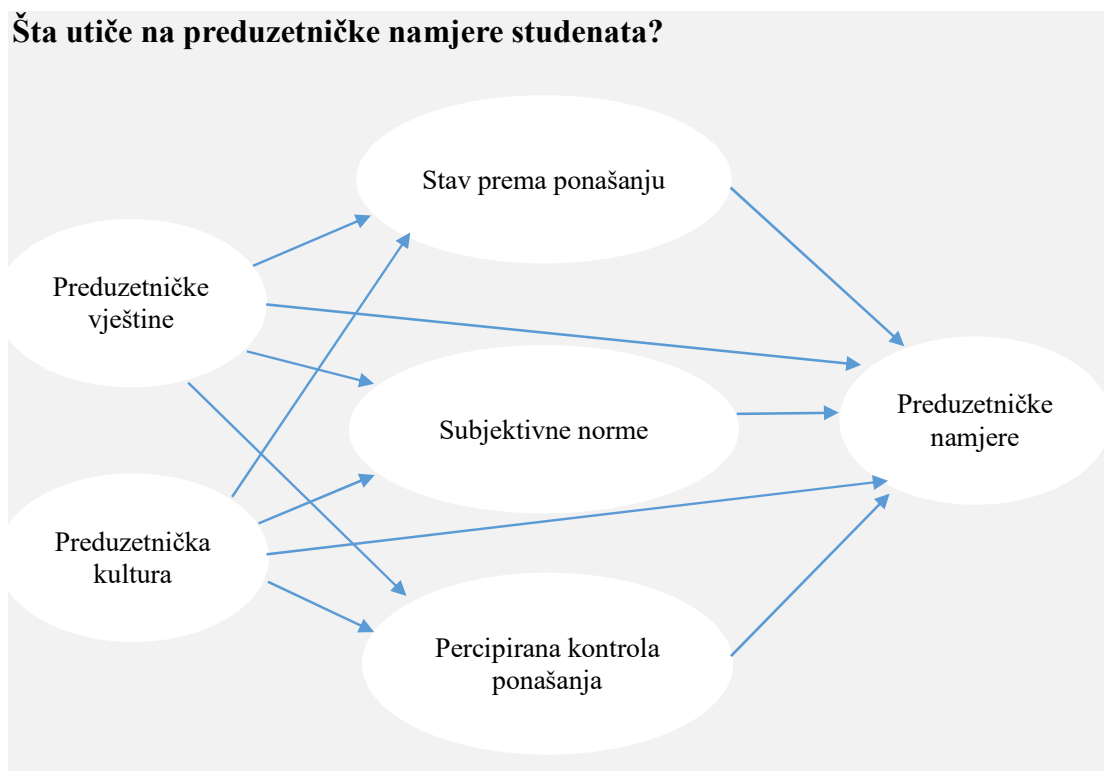 Šta utiče na preduzetničke namjere studenata?
Stav prema ponašanju
Preduzetničke
vještine
Subjektivne norme
Preduzetničke
namjere
Preduzetnička
kultura
Percipirana kontrola
ponašanja